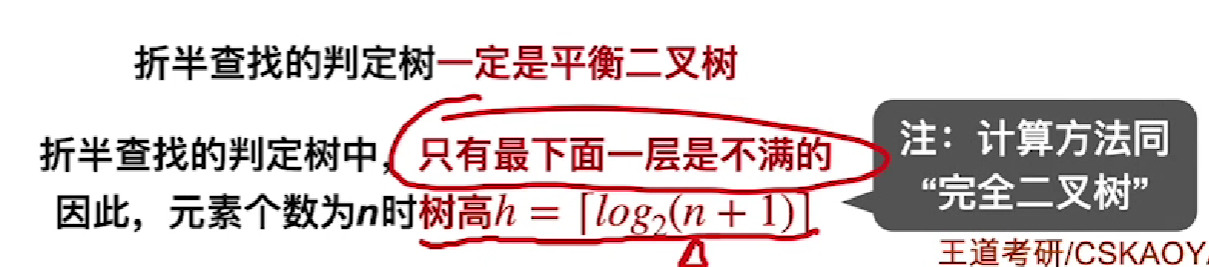 折半查找的判定树一定是平衡二叉树
折半查找的判定树中，只有最下面一层是不满的
因此，元素个数为n时树高h = ⌈log₂(n + 1)⌉
注：计算方法同
“完全二叉树”
王道考研/CSKAOY